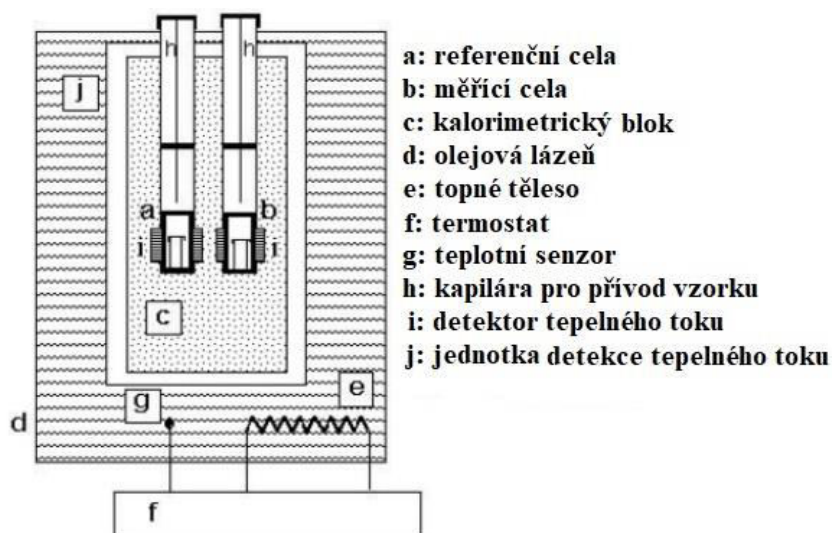 h h
j
a b
i i
c
g e
d
f
a: referenční cela
b: měřící cela
c: kalorimetrický blok
d: olejová lázeň
e: topné těleso
f: termostat
g: teplotní senzor
h: kapilára pro přívod vzorku
i: detektor tepelného toku
j: jednotka detekce tepelného toku